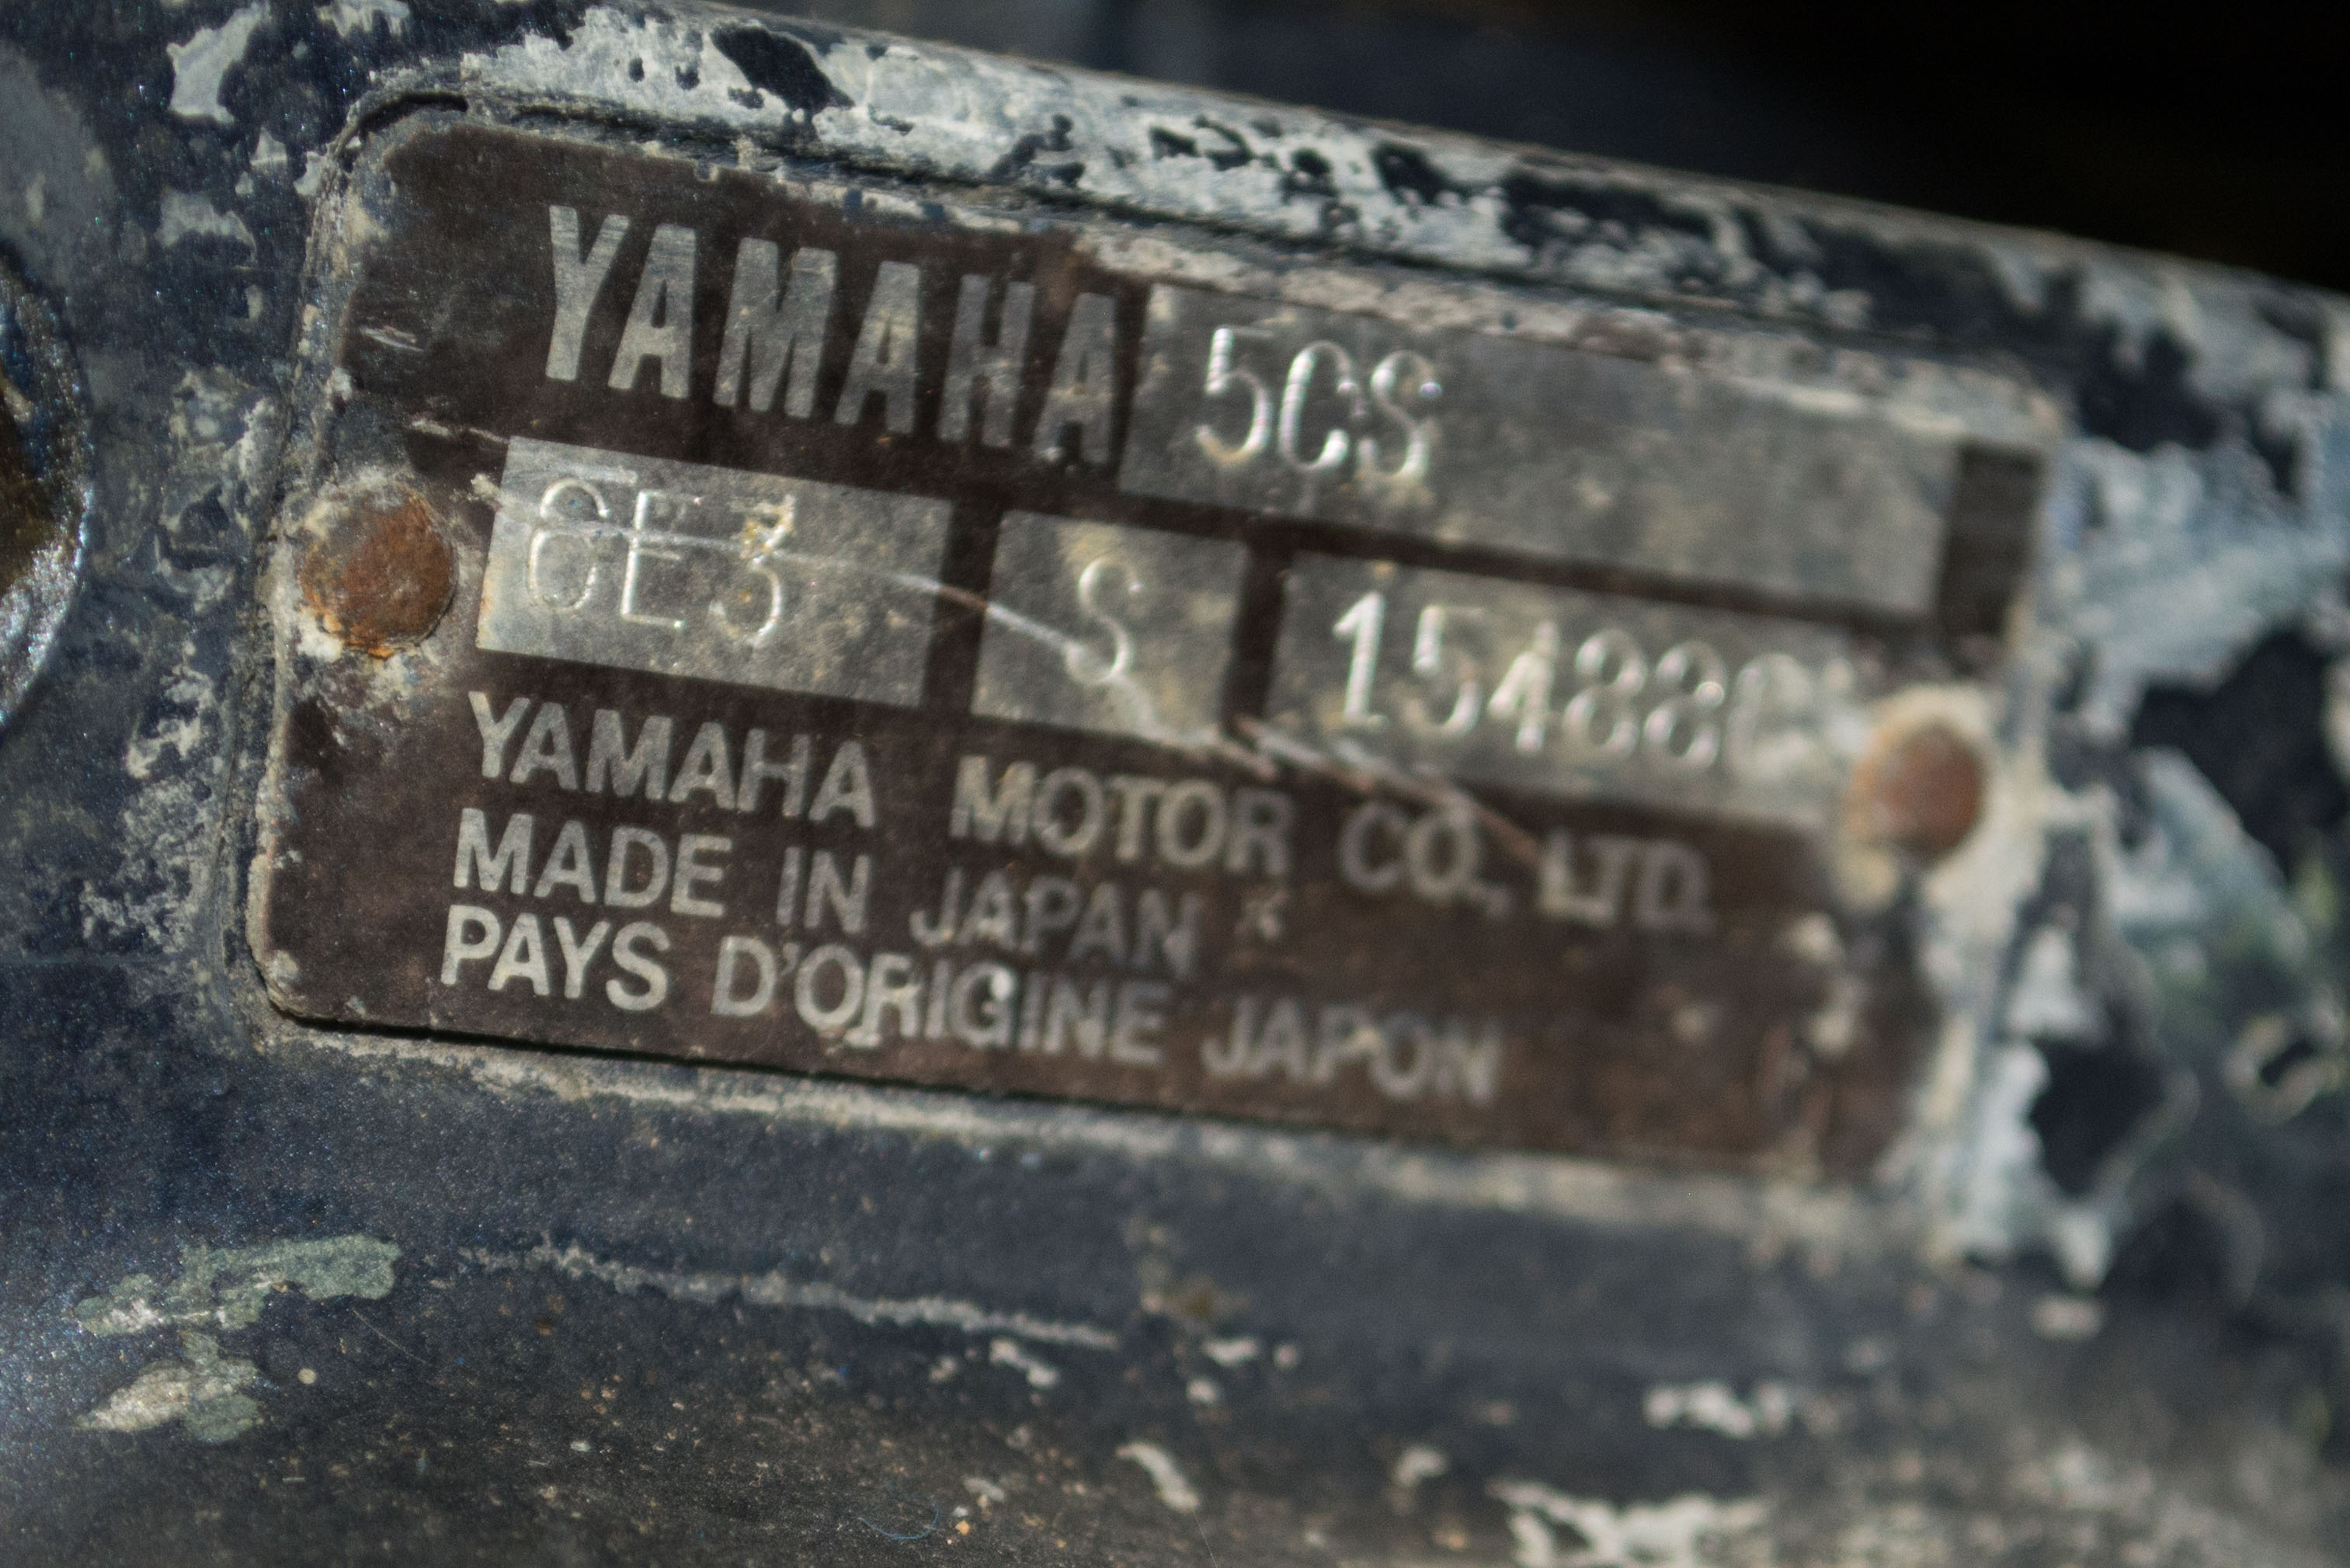 YAMAHA 5CS
6E3 S
YAMAHA MOTOR CO., LTD.
MADE IN JAPAN
PAYS D'ORIGINE JAPON